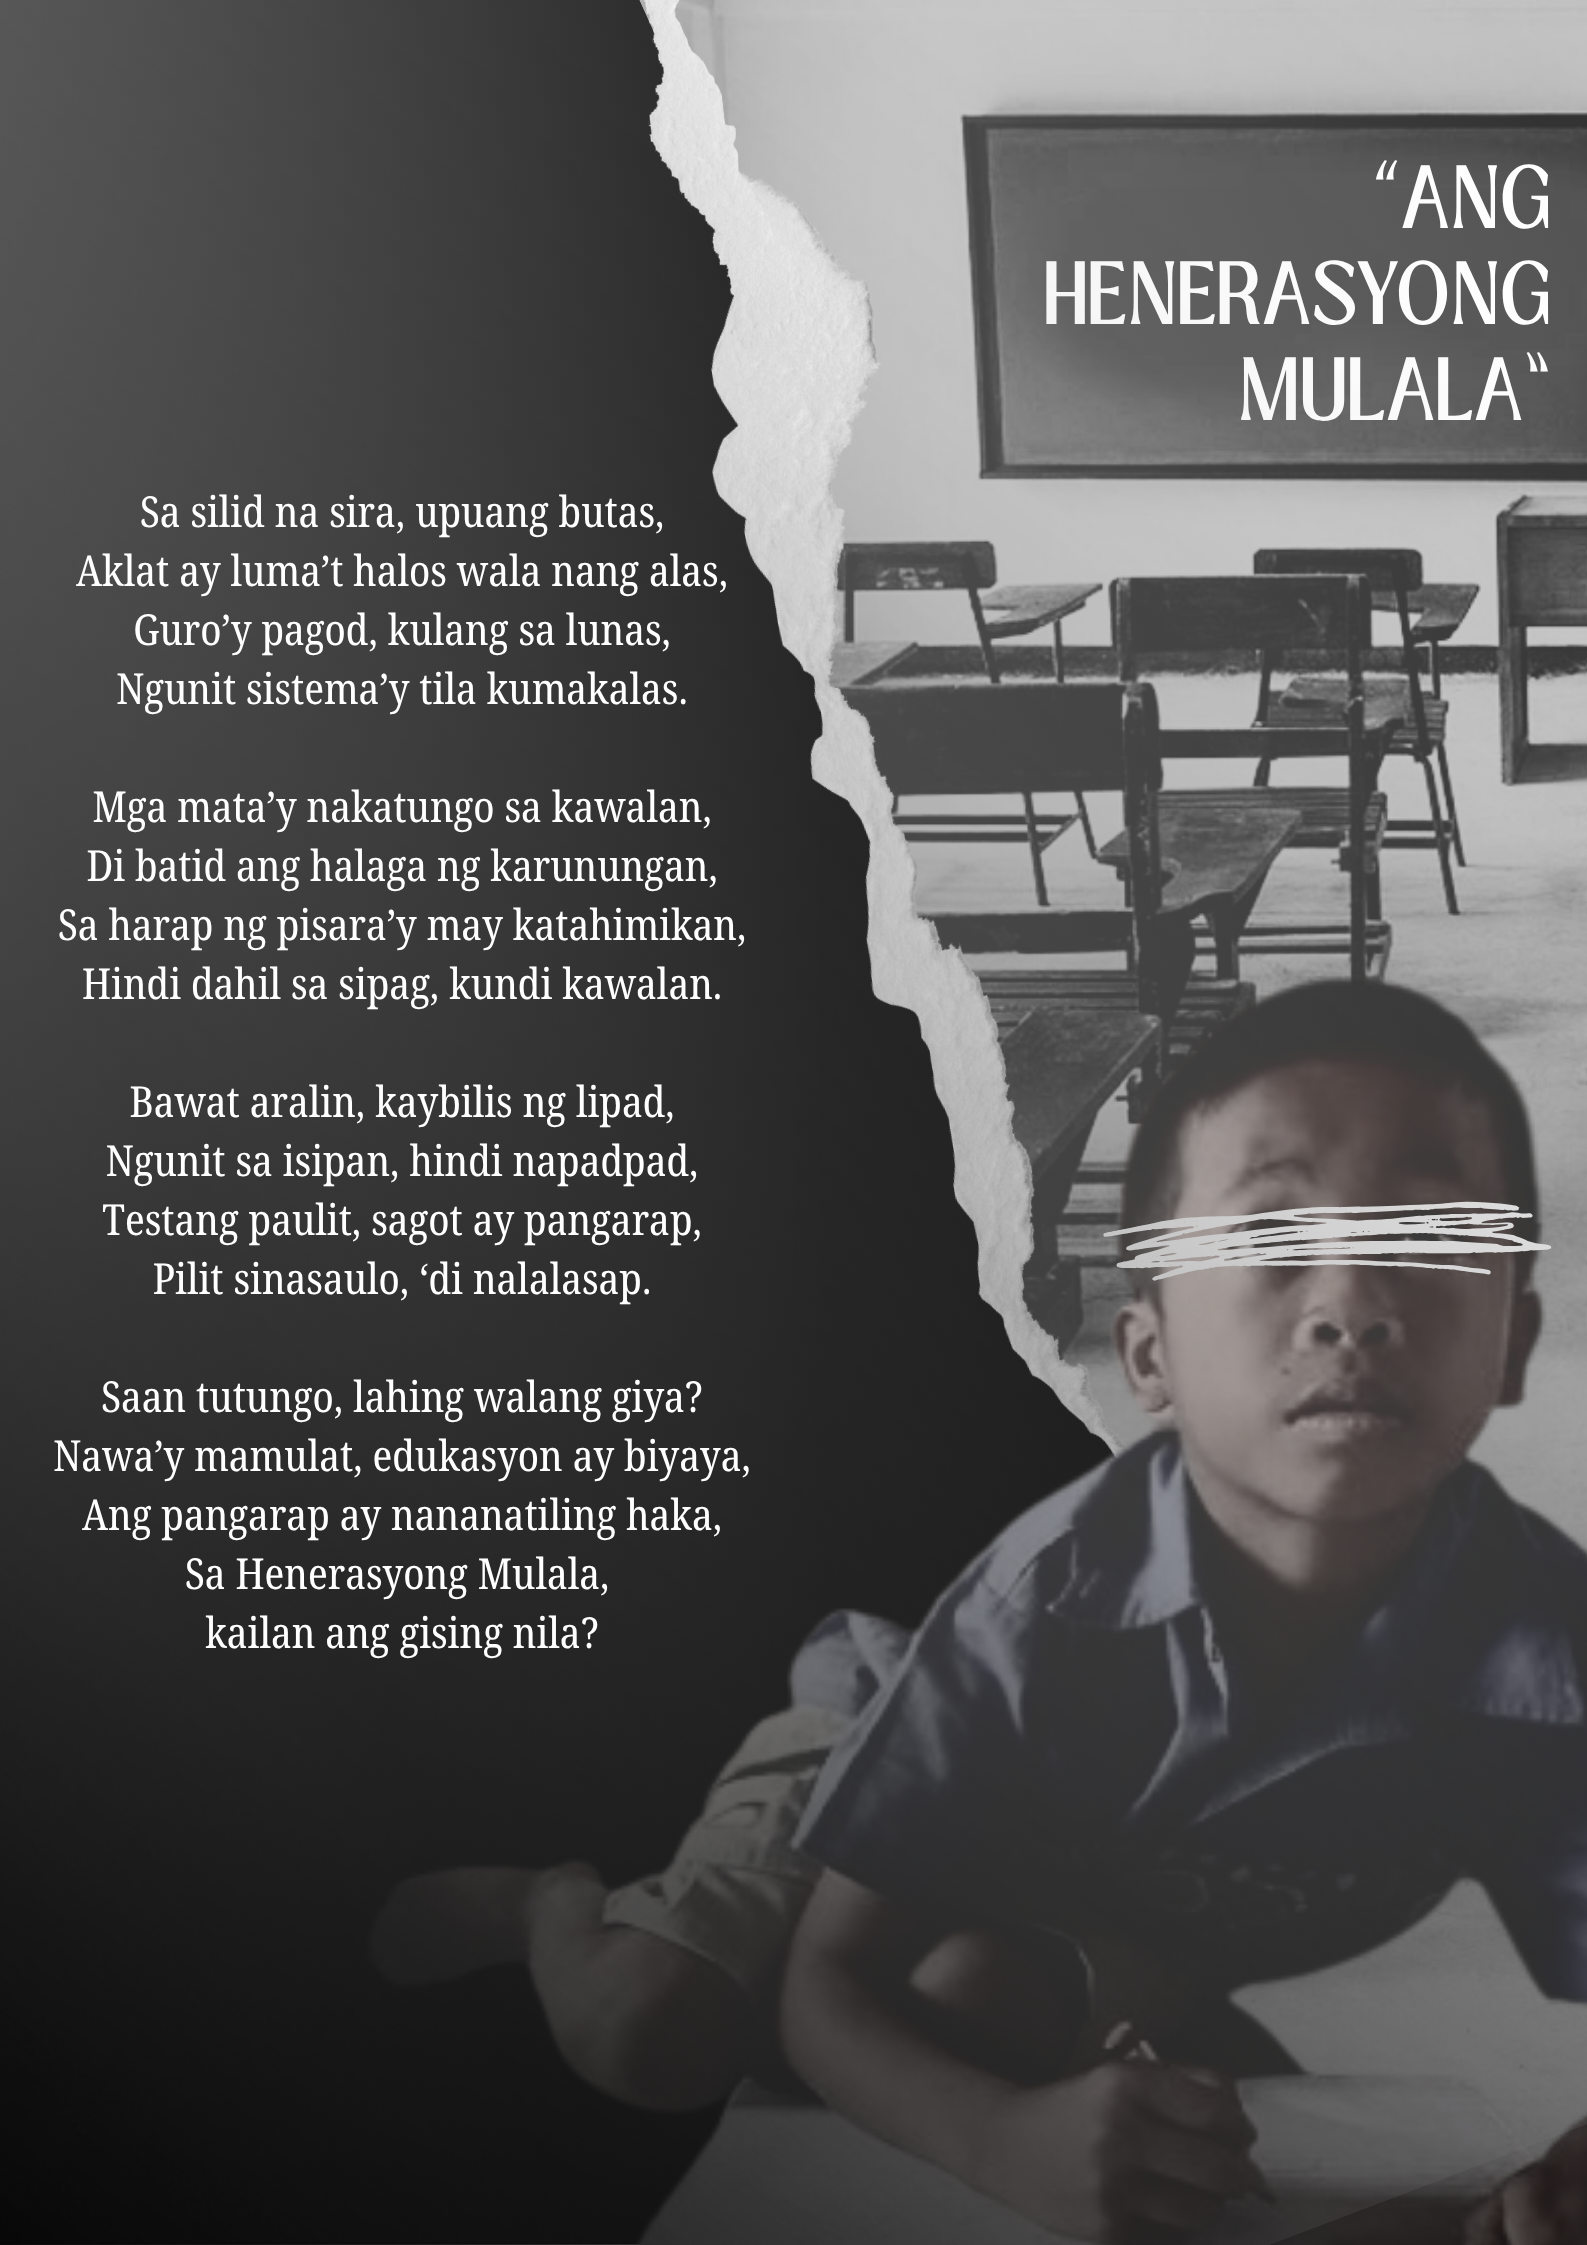 “ANG
HENERASYONG
MULALA“
Sa silid na sira, upuang butas,
Aklat ay luma’t halos wala nang alas,
Guro’y pagod, kulang sa lunas,
Ngunit sistema’y tila kumakalas.
Mga mata’y nakatungo sa kawalan,
Di batid ang halaga ng karunungan,
Sa harap ng pisara’y may katahimikan,
Hindi dahil sa sipag, kundi kawalan.
Bawat aralin, kaybilis ng lipad,
Ngunit sa isipan, hindi napadpad,
Testang paulit, sagot ay pangarap,
Pilit sinasaulo, ‘di nalalasap.
Saan tutungo, lahing walang giya?
Nawa’y mamulat, edukasyon ay biyaya,
Ang pangarap ay nananatiling haka,
Sa Henerasyong Mulala,
kailan ang gising nila?